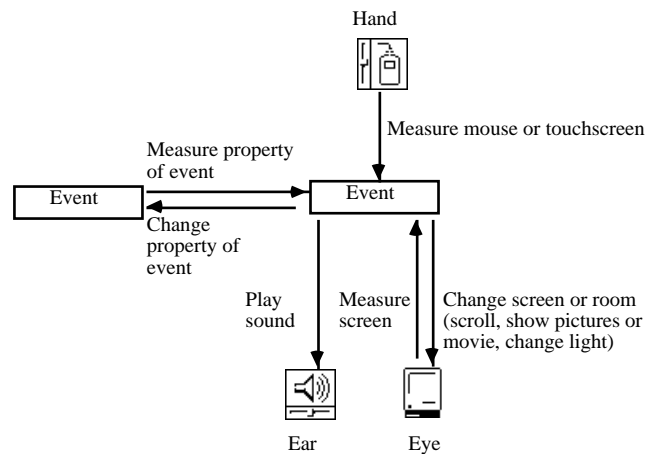 Hand
Measure mouse or touchscreen
Measure property
of event
Event
Event
Change
property of
event
Play
sound
Measure
screen
Change screen or room
(scroll, show pictures or
movie, change light)
Ear
Eye